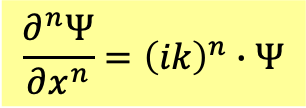 ∂ⁿΨ/∂xⁿ = (ik)ⁿ · Ψ